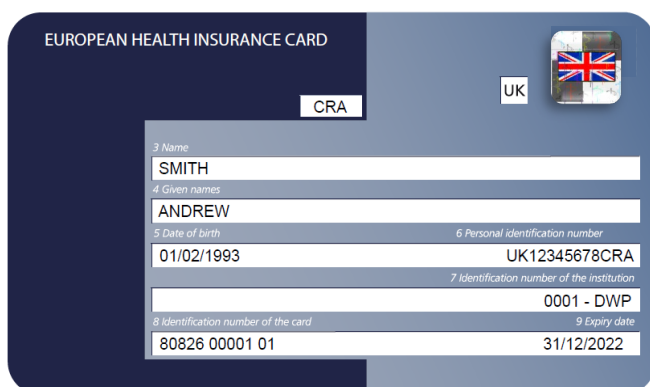 EUROPEAN HEALTH INSURANCE CARD
UK
CRA
3 Name
SMITH
4 Given names
ANDREW
5 Date of birth 6 Personal identification number
01/02/1993 UK12345678CRA
7 Identification number of the institution
0001 - DWP
8 Identification number of the card 9 Expiry date
80826 00001 01 31/12/2022